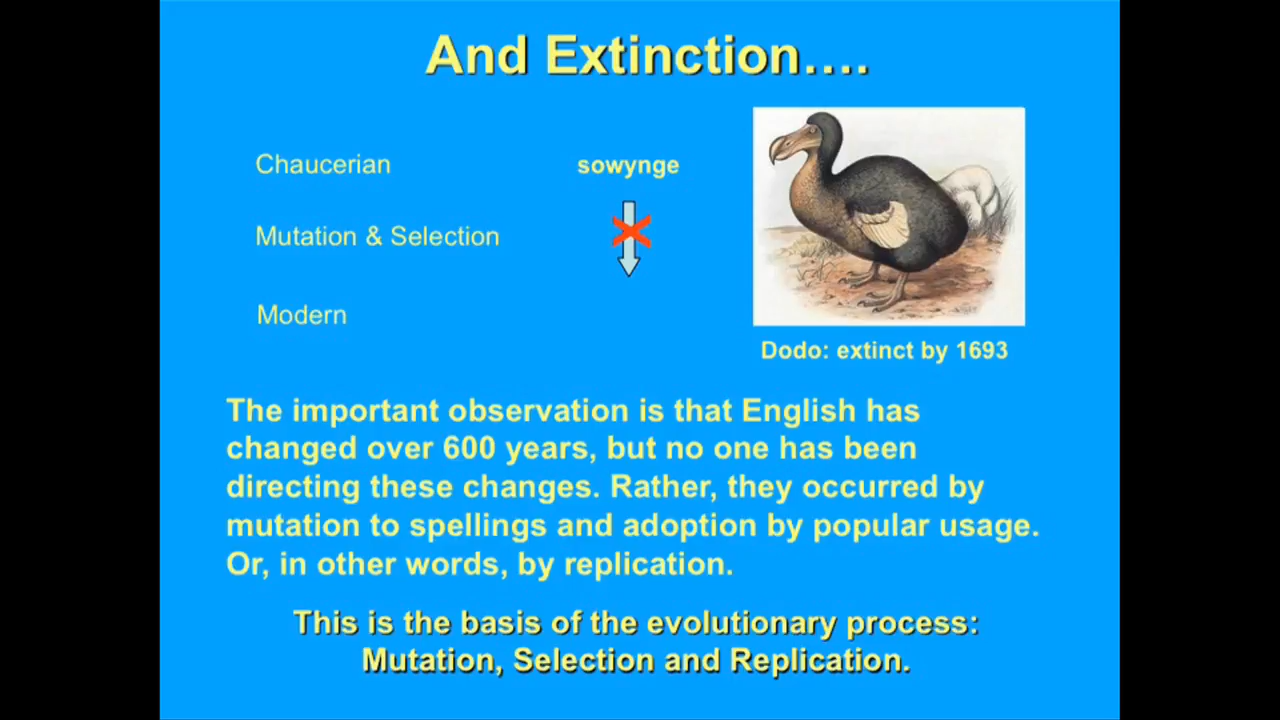 And Extinction....
Chaucerian
sowynge
Mutation & Selection
Modern
Dodo: extinct by 1693
The important observation is that English has
changed over 600 years, but no one has been
directing these changes. Rather, they occurred by
mutation to spellings and adoption by popular usage.
Or, in other words, by replication.
This is the basis of the evolutionary process:
Mutation, Selection and Replication.